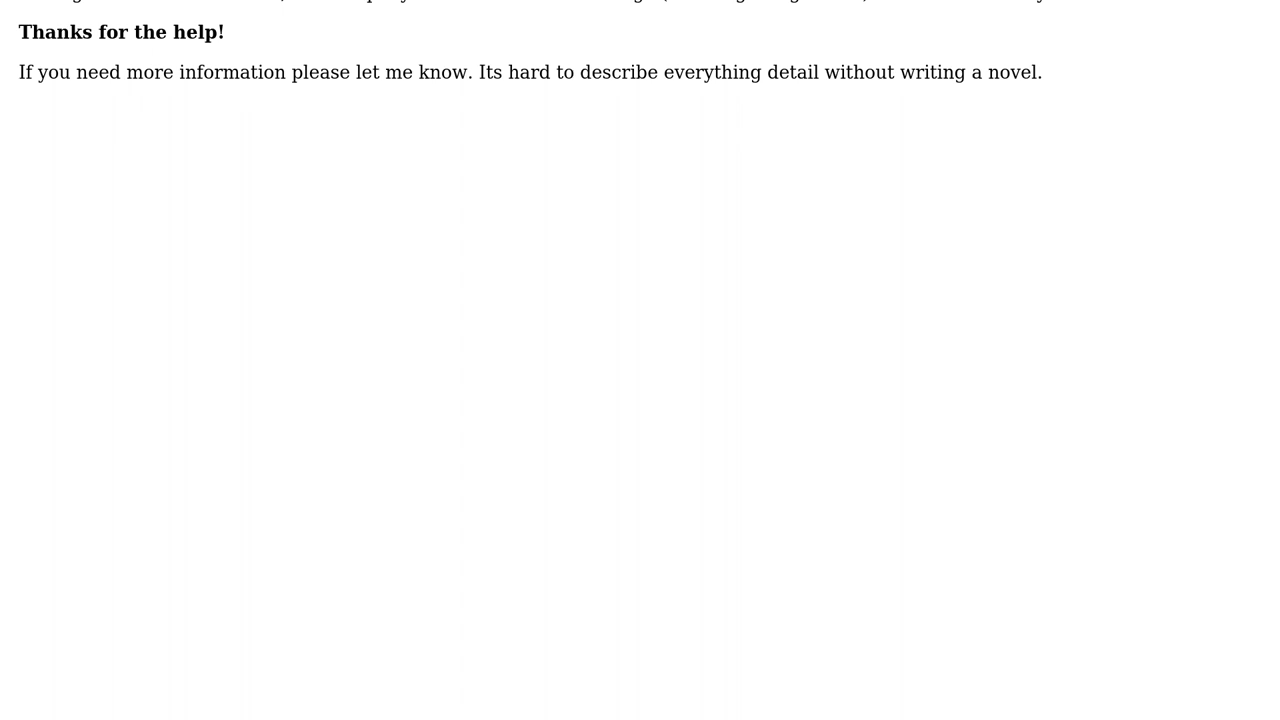 Thanks for the help!
If you need more information please let me know. Its hard to describe everything detail without writing a novel.